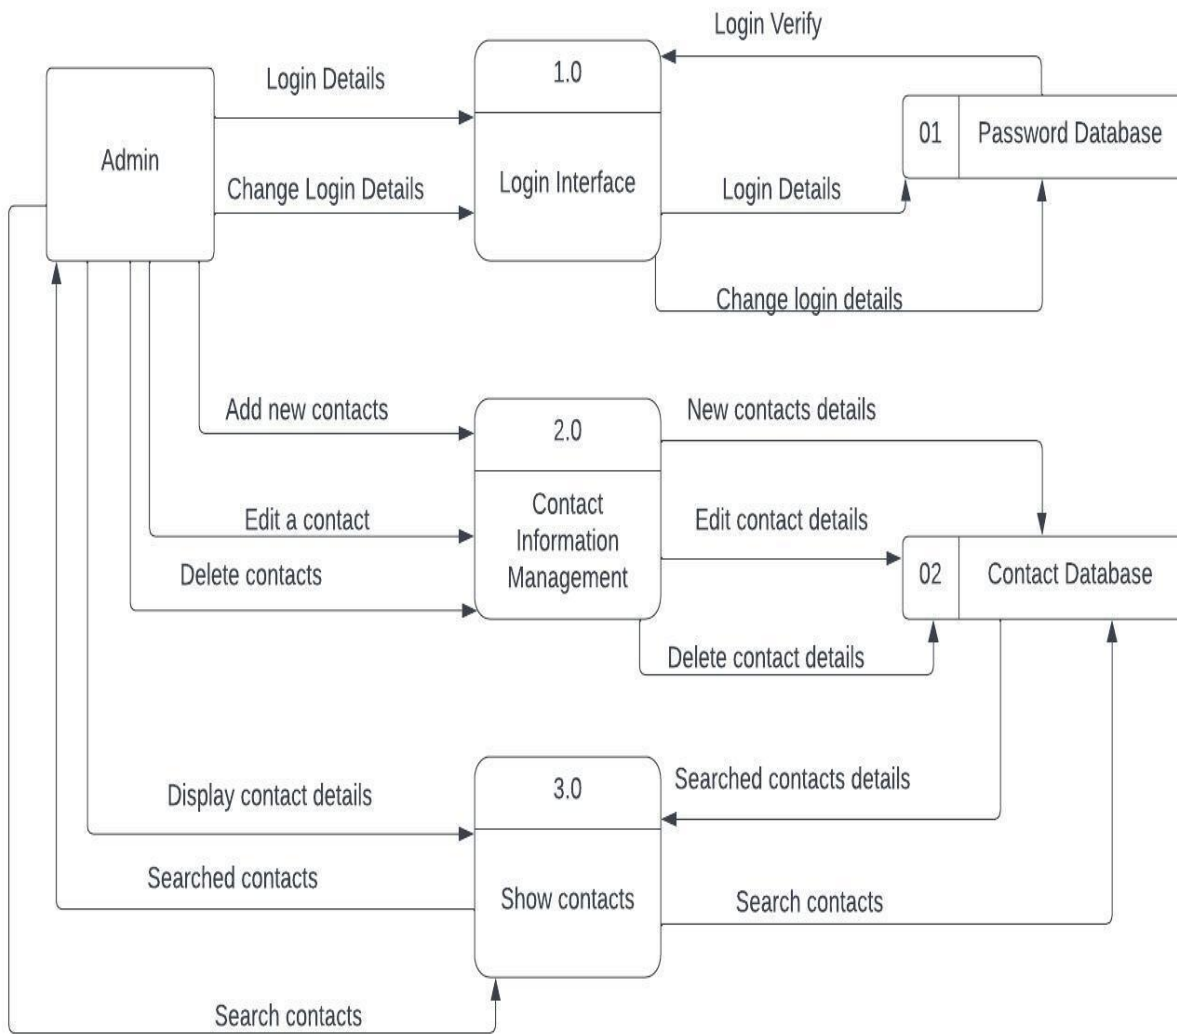 Login Verify
1.0
Login Details
01
Password Database
Admin
Change Login Details
Login Interface
Login Details
Change login details
Add new contacts
New contacts details
2.0
Edit a contact
Contact
Information
Management
Edit contact details
Delete contacts
02
Contact Database
Delete contact details
3.0
Searched contacts details
Display contact details
Searched contacts
Show contacts
Search contacts
Search contacts